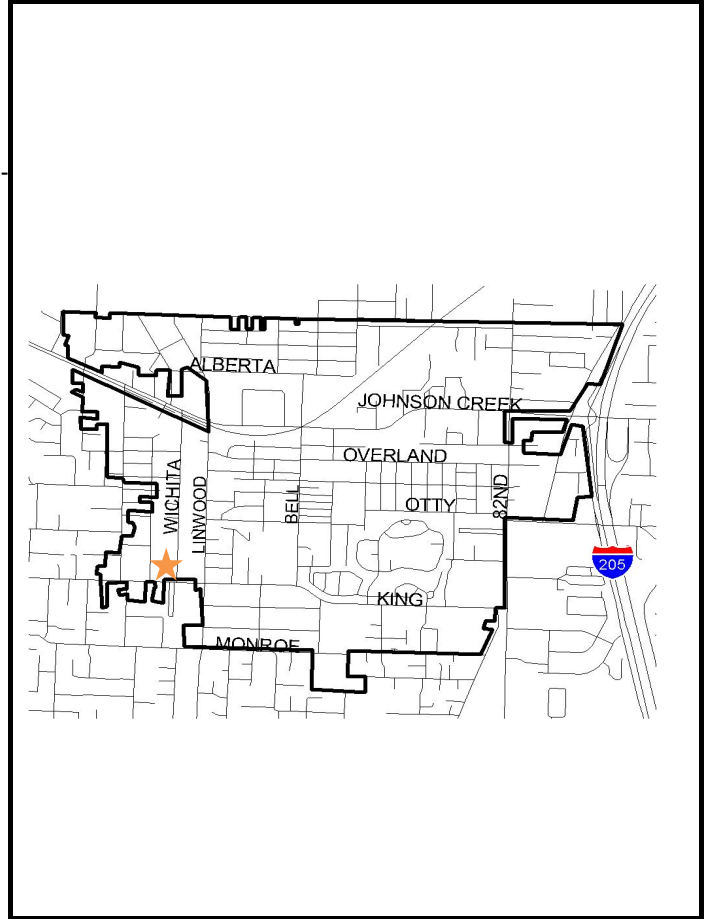 ALBERTA
JOHNSON CREEK
OVERLAND
WICHITA
LINWOOD
BELL
OTTY
82ND
205
KING
MONROE